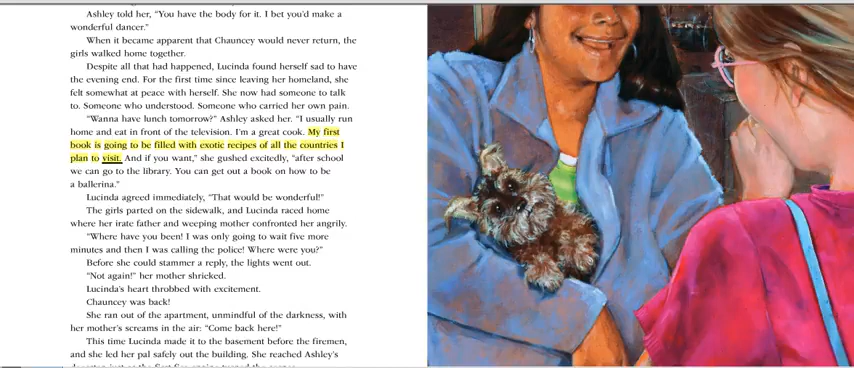 Ashley told her, “You have the body for it. I bet you'd make a
wonderful dancer.”
When it became apparent that Chauncey would never return, the
girls walked home together.
Despite all that had happened, Lucinda found herself sad to have
the evening end. For the first time since leaving her homeland, she
felt somewhat at peace with herself. She now had someone to talk
to. Someone who understood. Someone who carried her own pain.
“Wanna have lunch tomorrow?” Ashley asked her. “I usually run
home and eat in front of the television. I'm a great cook. My first
book is going to be filled with exotic recipes of all the countries I
plan to visit. And if you want,” she gushed excitedly, “after school
we can go to the library. You can get out a book on how to be
a ballerina.”
Lucinda agreed immediately, “That would be wonderful!”
The girls parted on the sidewalk, and Lucinda raced home
where her irate father and weeping mother confronted her angrily.
“Where have you been! I was only going to wait five more
minutes and then I was calling the police! Where were you?”
Before she could stammer a reply, the lights went out.
“Not again!” her mother shrieked.
Lucinda's heart throbbed with excitement.
Chauncey was back!
She ran out of the apartment, unmindful of the darkness, with
her mother's screams in the air: “Come back here!”
This time Lucinda made it to the basement before the firemen,
and she led her pal safely out the building. She reached Ashley's